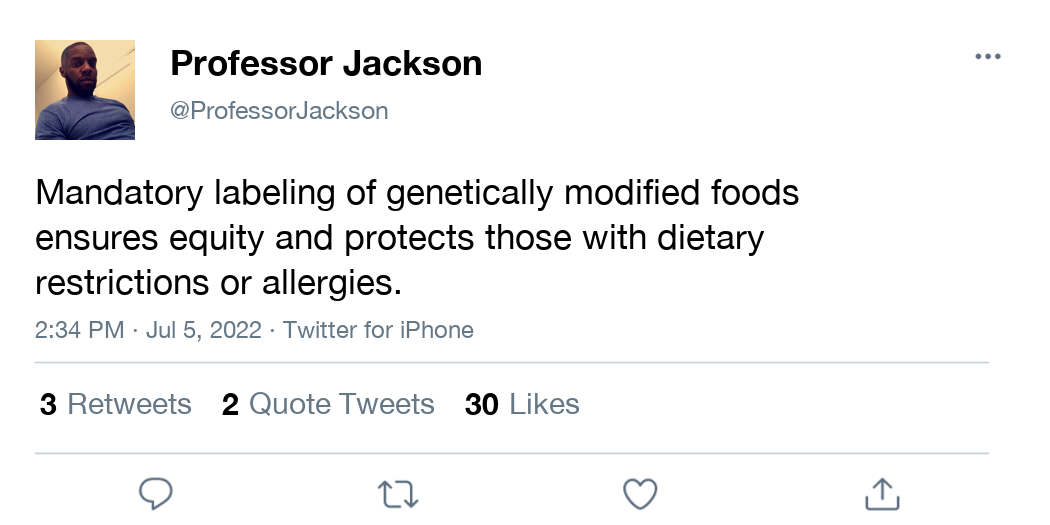 Professor Jackson
@ProfessorJackson
Mandatory labeling of genetically modified foods
ensures equity and protects those with dietary
restrictions or allergies.
2:34 PM · Jul 5, 2022 · Twitter for iPhone
3 Retweets 2 Quote Tweets 30 Likes